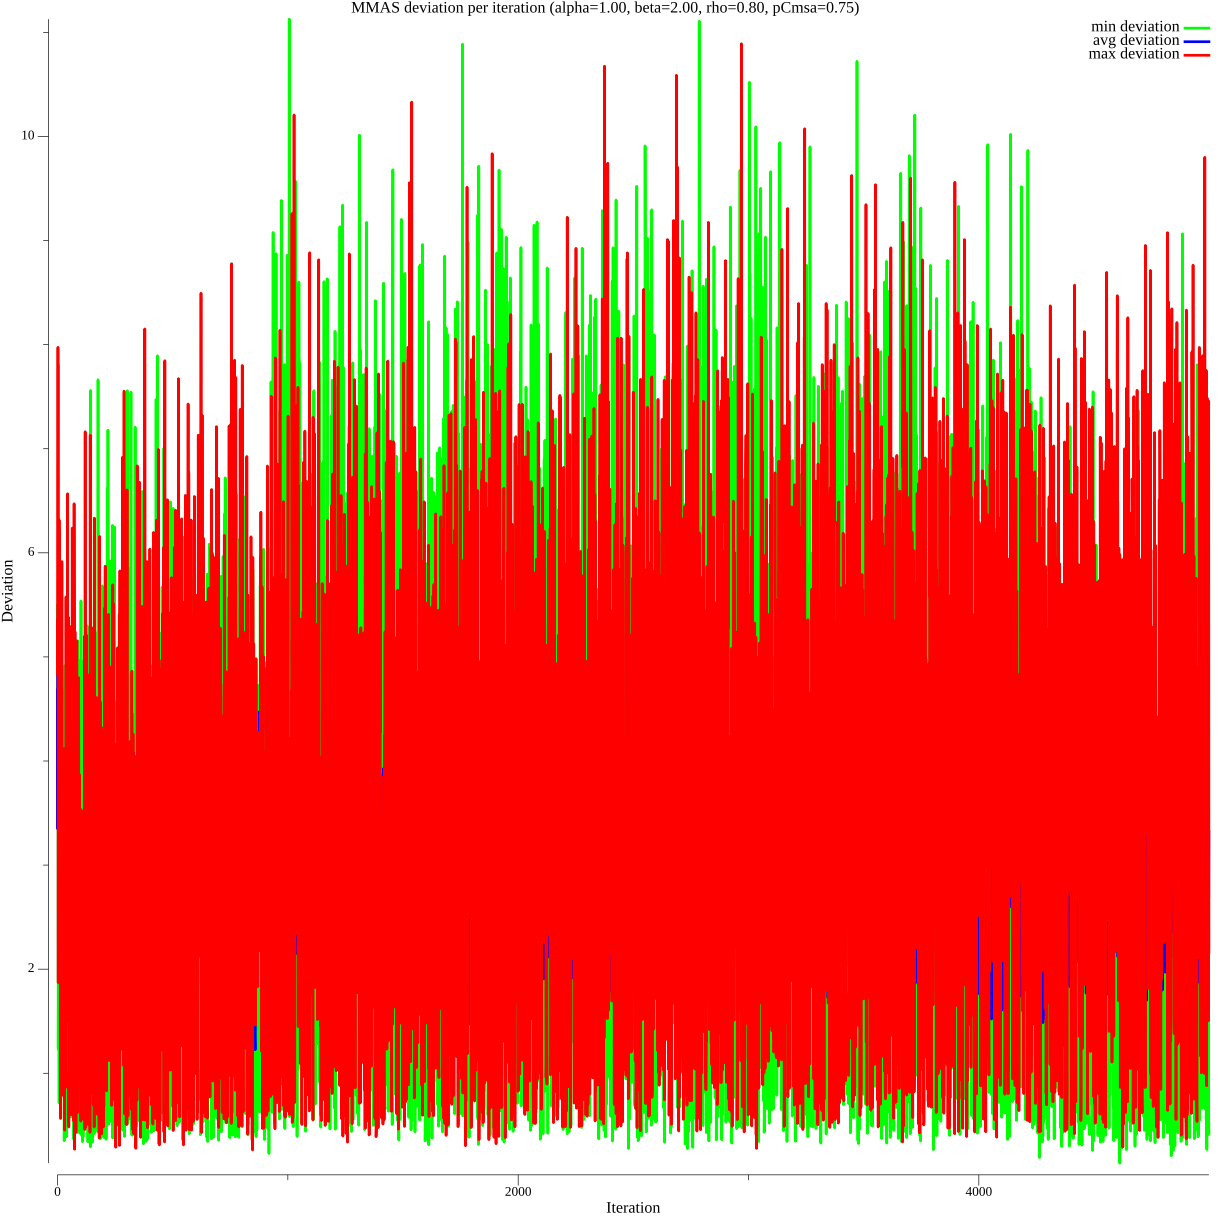 MMAS deviation per iteration (alpha=1.00, beta=2.00, rho=0.80, pCmsa=0.75)
min deviation
avg deviation
max deviation
10
6
2
Deviation
0
2000
4000
Iteration